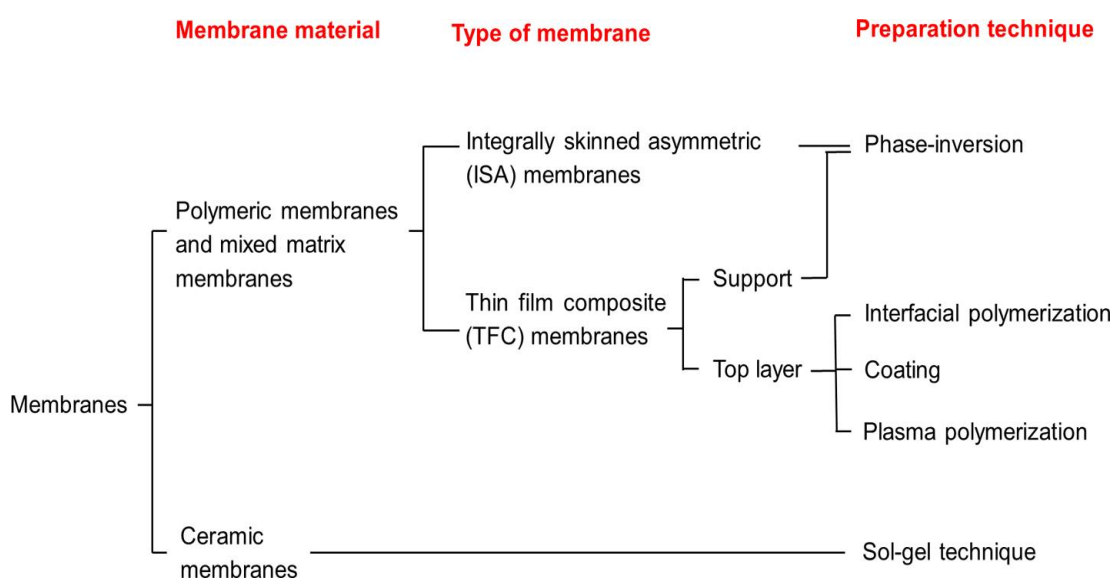 Membrane material
Type of membrane
Preparation technique
Integrally skinned asymmetric
(ISA) membranes
Phase-inversion
Polymeric membranes
and mixed matrix
membranes
Thin film composite
(TFC) membranes
Support
Top layer
Interfacial polymerization
Coating
Plasma polymerization
Membranes
Ceramic
membranes
Sol-gel technique